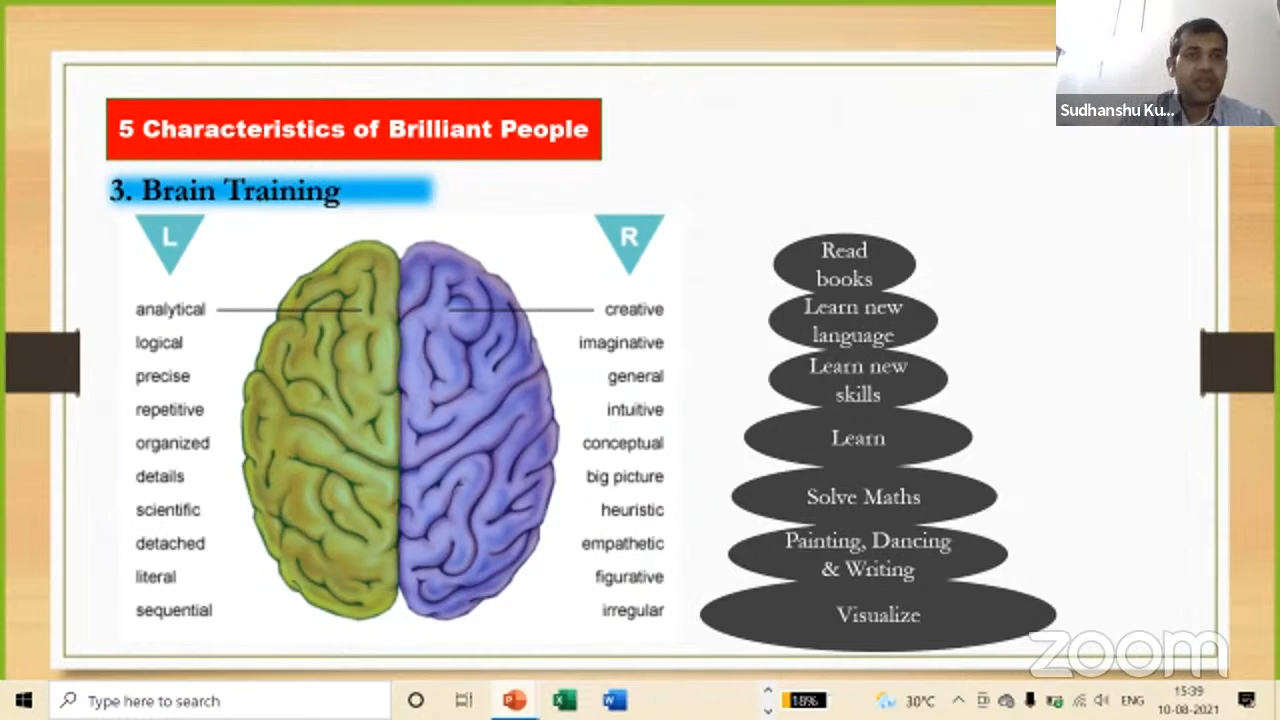 Sudhanshu Ku...
5 Characteristics of Brilliant People
3. Brain Training
L
R
analytical
logical
precise
repetitive
organized
details
scientific
detached
literal
sequential
creative
imaginative
general
intuitive
conceptual
big picture
heuristic
empathetic
figurative
irregular
Read
books
Learn new
language
Learn new
skills
Learn
Solve Maths
Painting, Dancing
& Writing
Visualize
zoom
Type here to search
18%
30°C
ENG
15:39
10-08-2021